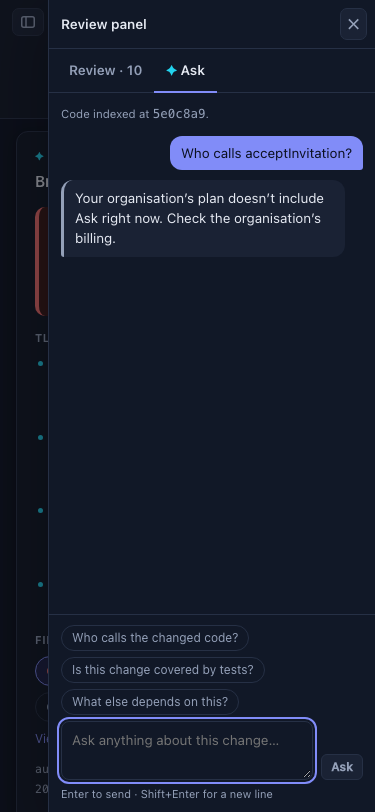 Review panel
Review · 10
Ask
Code indexed at 5e0c8a9.
Who calls acceptInvitation?
Your organisation's plan doesn't include
Ask right now. Check the organisation's
billing.
Who calls the changed code?
Is this change covered by tests?
What else depends on this?
Ask anything about this change...
Ask
Enter to send · Shift+Enter for a new line